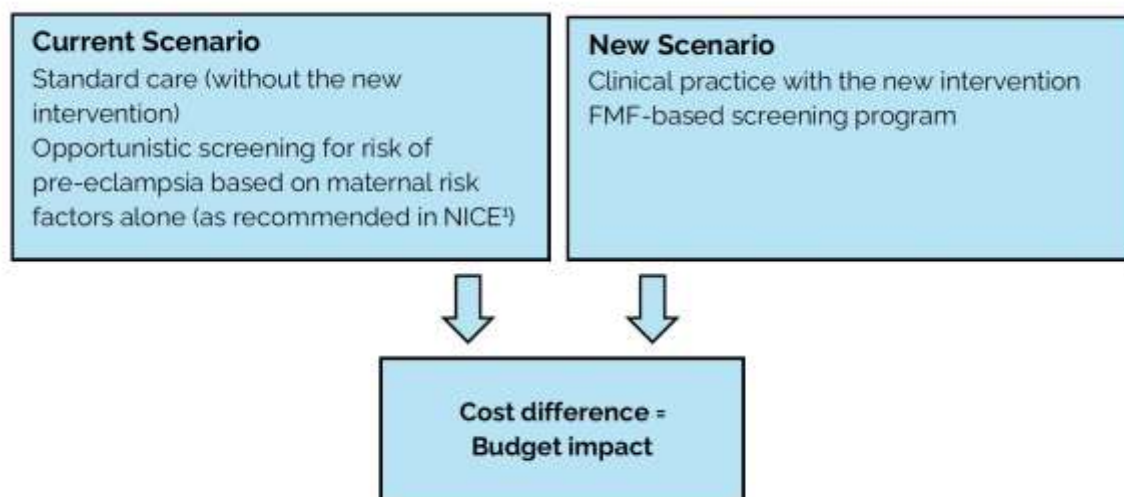 Current Scenario
Standard care (without the new
intervention)
Opportunistic screening for risk of
pre-eclampsia based on maternal risk
factors alone (as recommended in NICE¹)
New Scenario
Clinical practice with the new intervention
FMF-based screening program
Cost difference =
Budget impact